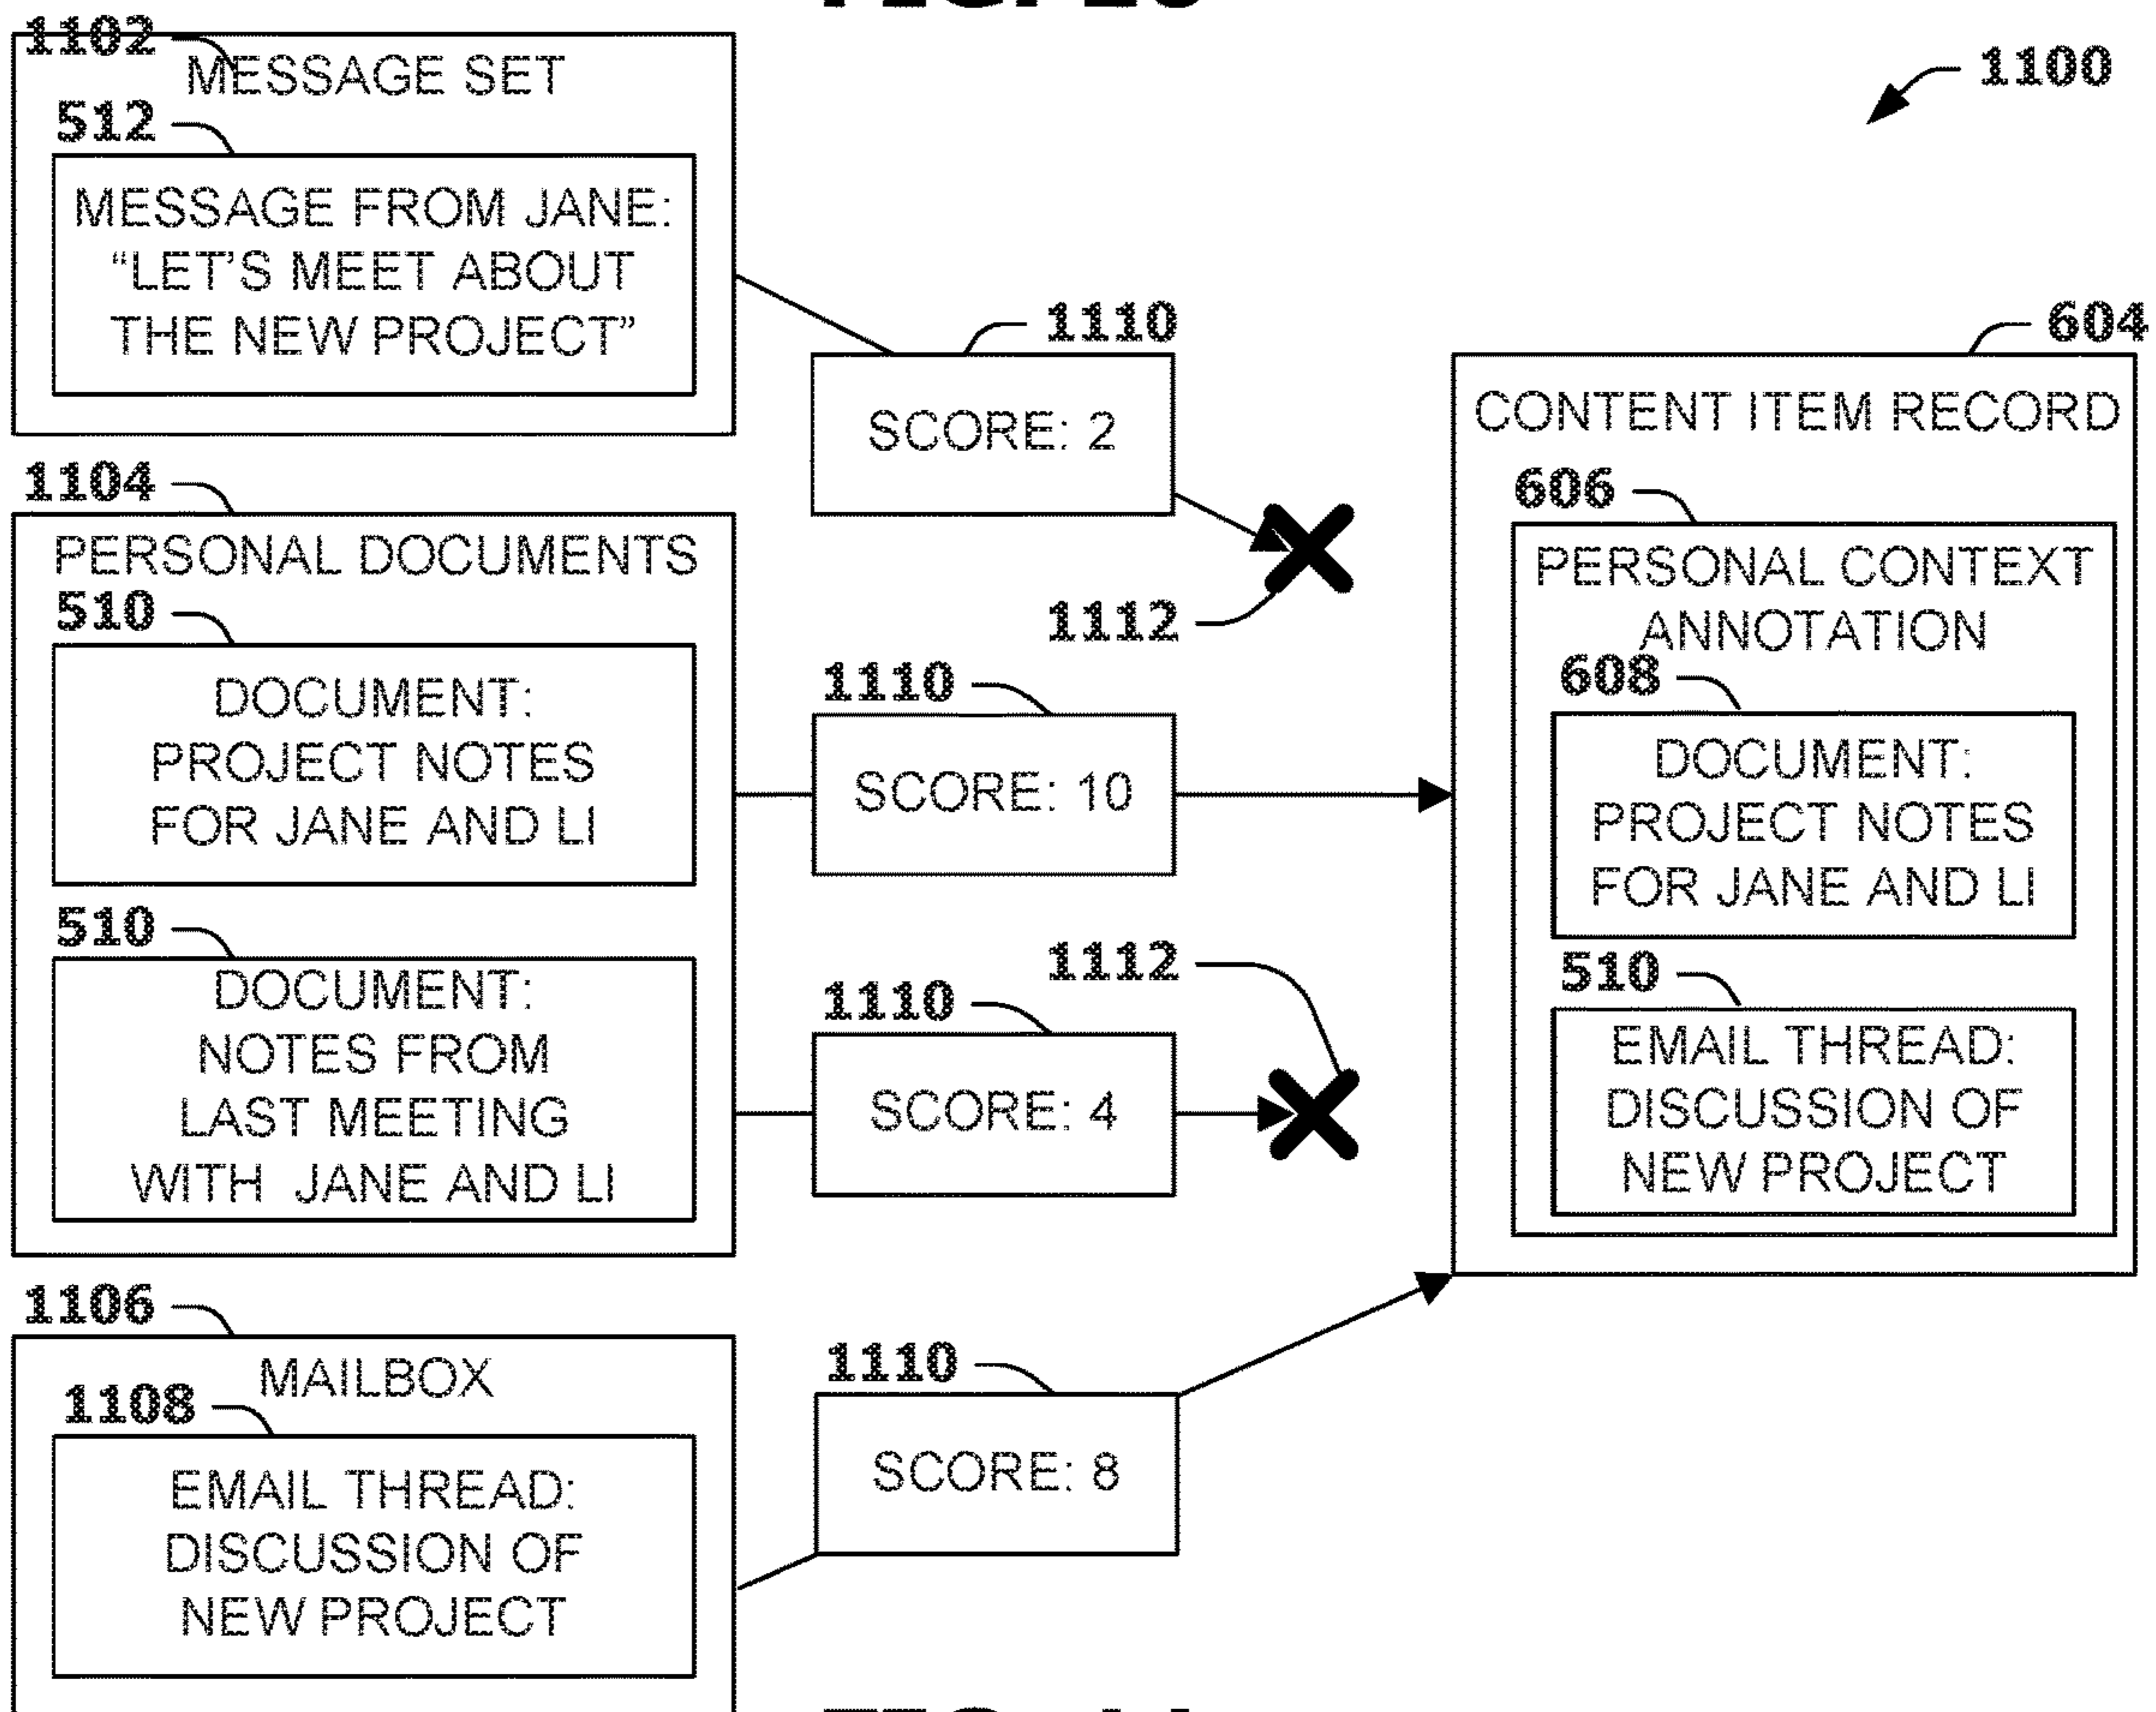 1100
1102
MESSAGE SET
512
MESSAGE FROM JANE:
“LET’S MEET ABOUT
THE NEW PROJECT”
1110
SCORE: 2
1112
1104
PERSONAL DOCUMENTS
510
DOCUMENT:
PROJECT NOTES
FOR JANE AND LI
1110
SCORE: 10
510
DOCUMENT:
NOTES FROM
LAST MEETING
WITH JANE AND LI
1110
SCORE: 4
1112
1106
MAILBOX
1108
EMAIL THREAD:
DISCUSSION OF
NEW PROJECT
1110
SCORE: 8
604
CONTENT ITEM RECORD
606
PERSONAL CONTEXT
ANNOTATION
608
DOCUMENT:
PROJECT NOTES
FOR JANE AND LI
510
EMAIL THREAD:
DISCUSSION OF
NEW PROJECT